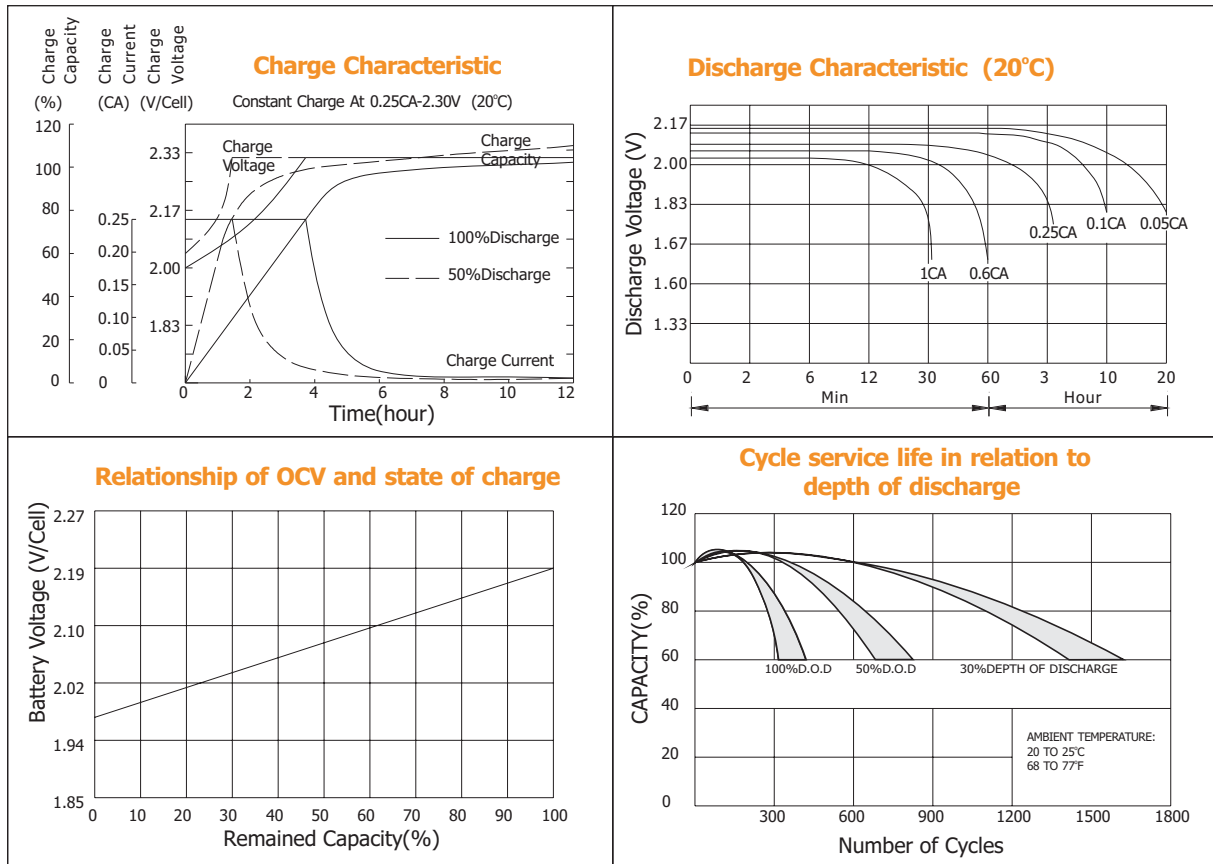 Charge Capacity
Charge Current
Charge Voltage
(%) (CA) (V/Cell)
Charge Characteristic
Constant Charge At 0.25CA-2.30V (20°C)
120
100
80
60
40
20
0
0.25
0.20
0.15
0.10
0.05
0
2.33
2.17
2.00
1.83
Charge Voltage
Charge Capacity
100%Discharge
50%Discharge
Charge Current
0 2 4 6 8 10 12
Time(hour)
Discharge Characteristic (20°C)
Discharge Voltage (V)
2.17
2.00
1.83
1.67
1.60
1.33
1CA
0.6CA
0.25CA
0.1CA
0.05CA
0 2 6 12 30 60 3 10 20
Min Hour
Relationship of OCV and state of charge
Battery Voltage (V/Cell)
2.27
2.19
2.10
2.02
1.94
1.85
0 10 20 30 40 50 60 70 80 90 100
Remained Capacity(%)
Cycle service life in relation to
depth of discharge
CAPACITY(%)
120
100
80
60
40
20
0
100%D.O.D
50%D.O.D
30%DEPTH OF DISCHARGE
AMBIENT TEMPERATURE:
20 TO 25°C
68 TO 77°F
300 600 900 1200 1500 1800
Number of Cycles